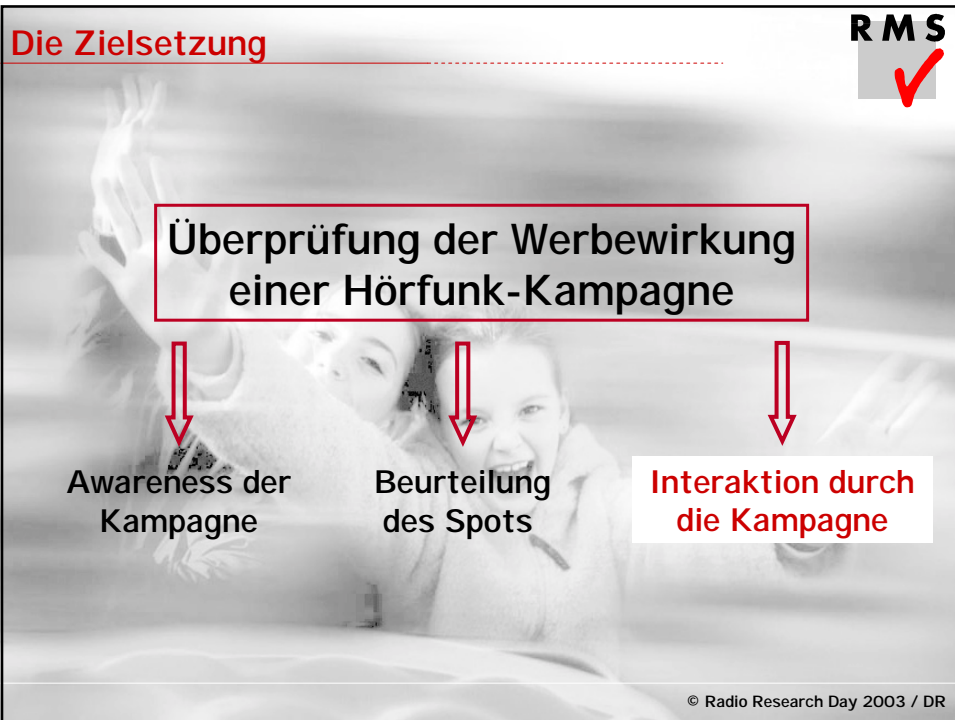 Die Zielsetzung
RMS
Überprüfung der Werbewirkung
einer Hörfunk-Kampagne
Awareness der
Kampagne
Beurteilung
des Spots
Interaktion durch
die Kampagne
© Radio Research Day 2003 / DR